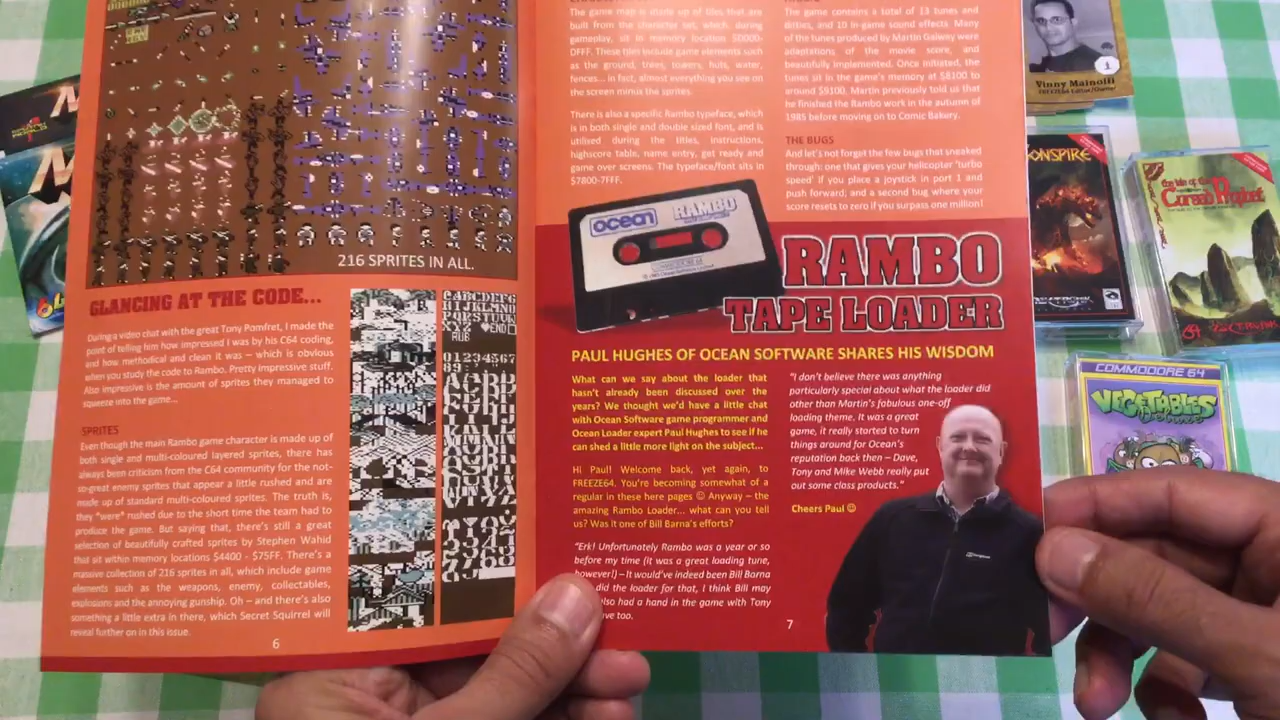 216 SPRITES IN ALL.
GLANCING AT THE CODE...
During a video chat with the great Tony Pomfret, I made the
point of telling him how impressed I was by his C64 coding,
and how methodical and clean it was – which is obvious
when you study the code to Rambo. Pretty impressive stuff.
Also impressive is the amount of sprites they managed to
squeeze into the game...
SPRITES
Even though the main Rambo game character is made up of
both single and multi-coloured layered sprites, there has
always been criticism from the C64 community for the not-
so-great enemy sprites that appear a little rushed and are
made up of standard multi-coloured sprites. The truth is,
they *were* rushed due to the short time the team had to
produce the game. But saying that, there's still a great
selection of beautifully crafted sprites by Stephen Wahid
that sit within memory locations $4400 - $75FF. There's a
massive collection of 216 sprites in all, which include game
elements such as the weapons, enemy, collectables,
explosions and the annoying gunship. Oh – and there's also
something a little extra in there, which Secret Squirrel will
reveal further on in this issue.
6
@ABCDEFG
01234567
The game map is made up of tiles that are
built from the character set, which, during
gameplay, sit in memory location $D000-
DFFF. These tiles include game elements such
as the ground, trees, towers, huts, water,
fences... in fact, almost everything you see on
the screen minus the sprites.
There is also a specific Rambo typeface, which
is in both single and double sized font, and is
utilised during the titles, instructions,
highscore table, name entry, get ready and
game over screens. The typeface/font sits in
$7800-7FFF.
The game contains a total of 13 tunes and
ditties, and 10 in-game sound effects. Many
of the tunes produced by Martin Galway were
adaptations of the movie score, and
beautifully implemented. Once initiated, the
tunes sit in the game's memory at $8100 to
around $9100. Martin previously told us that
he finished the Rambo work in the autumn of
1985 before moving on to Comic Bakery.
THE BUGS
And let's not forget the few bugs that sneaked
through: one that gives your helicopter 'turbo
speed' if you place a joystick in port 1 and
push forward, and a second bug where your
score resets to zero if you surpass one million!
ocean
RAMBO
COMMODORE 64
RAMBO
TAPE LOADER
PAUL HUGHES OF OCEAN SOFTWARE SHARES HIS WISDOM
What can we say about the loader that
hasn't already been discussed over the
years? We thought we'd have a little chat
with Ocean Software game programmer and
Ocean Loader expert Paul Hughes to see if he
can shed a little more light on the subject...
Hi Paul! Welcome back, yet again, to
FREEZE64. You're becoming somewhat of a
regular in these here pages ☺ Anyway – the
amazing Rambo Loader... what can you tell
us? Was it one of Bill Barna's efforts?
"Erk! Unfortunately Rambo was a year or so
before my time (it was a great loading tune,
however!) – It would've indeed been Bill Barna
did the loader for that, I think Bill may
also had a hand in the game with Tony
too.
"I don't believe there was anything
particularly special about what the loader did
other than Martin's fabulous one-off
loading theme. It was a great
game, it really started to turn
things around for Ocean's
reputation back then – Dave,
Tony and Mike Webb really put
out some class products."
Cheers Paul ☺
7
1
Vinny Mainolfi
FREEZE64 Editor/Owner
the Isle of the
Cursed Prophet
64
COMMODORE 64
VEGETABLES